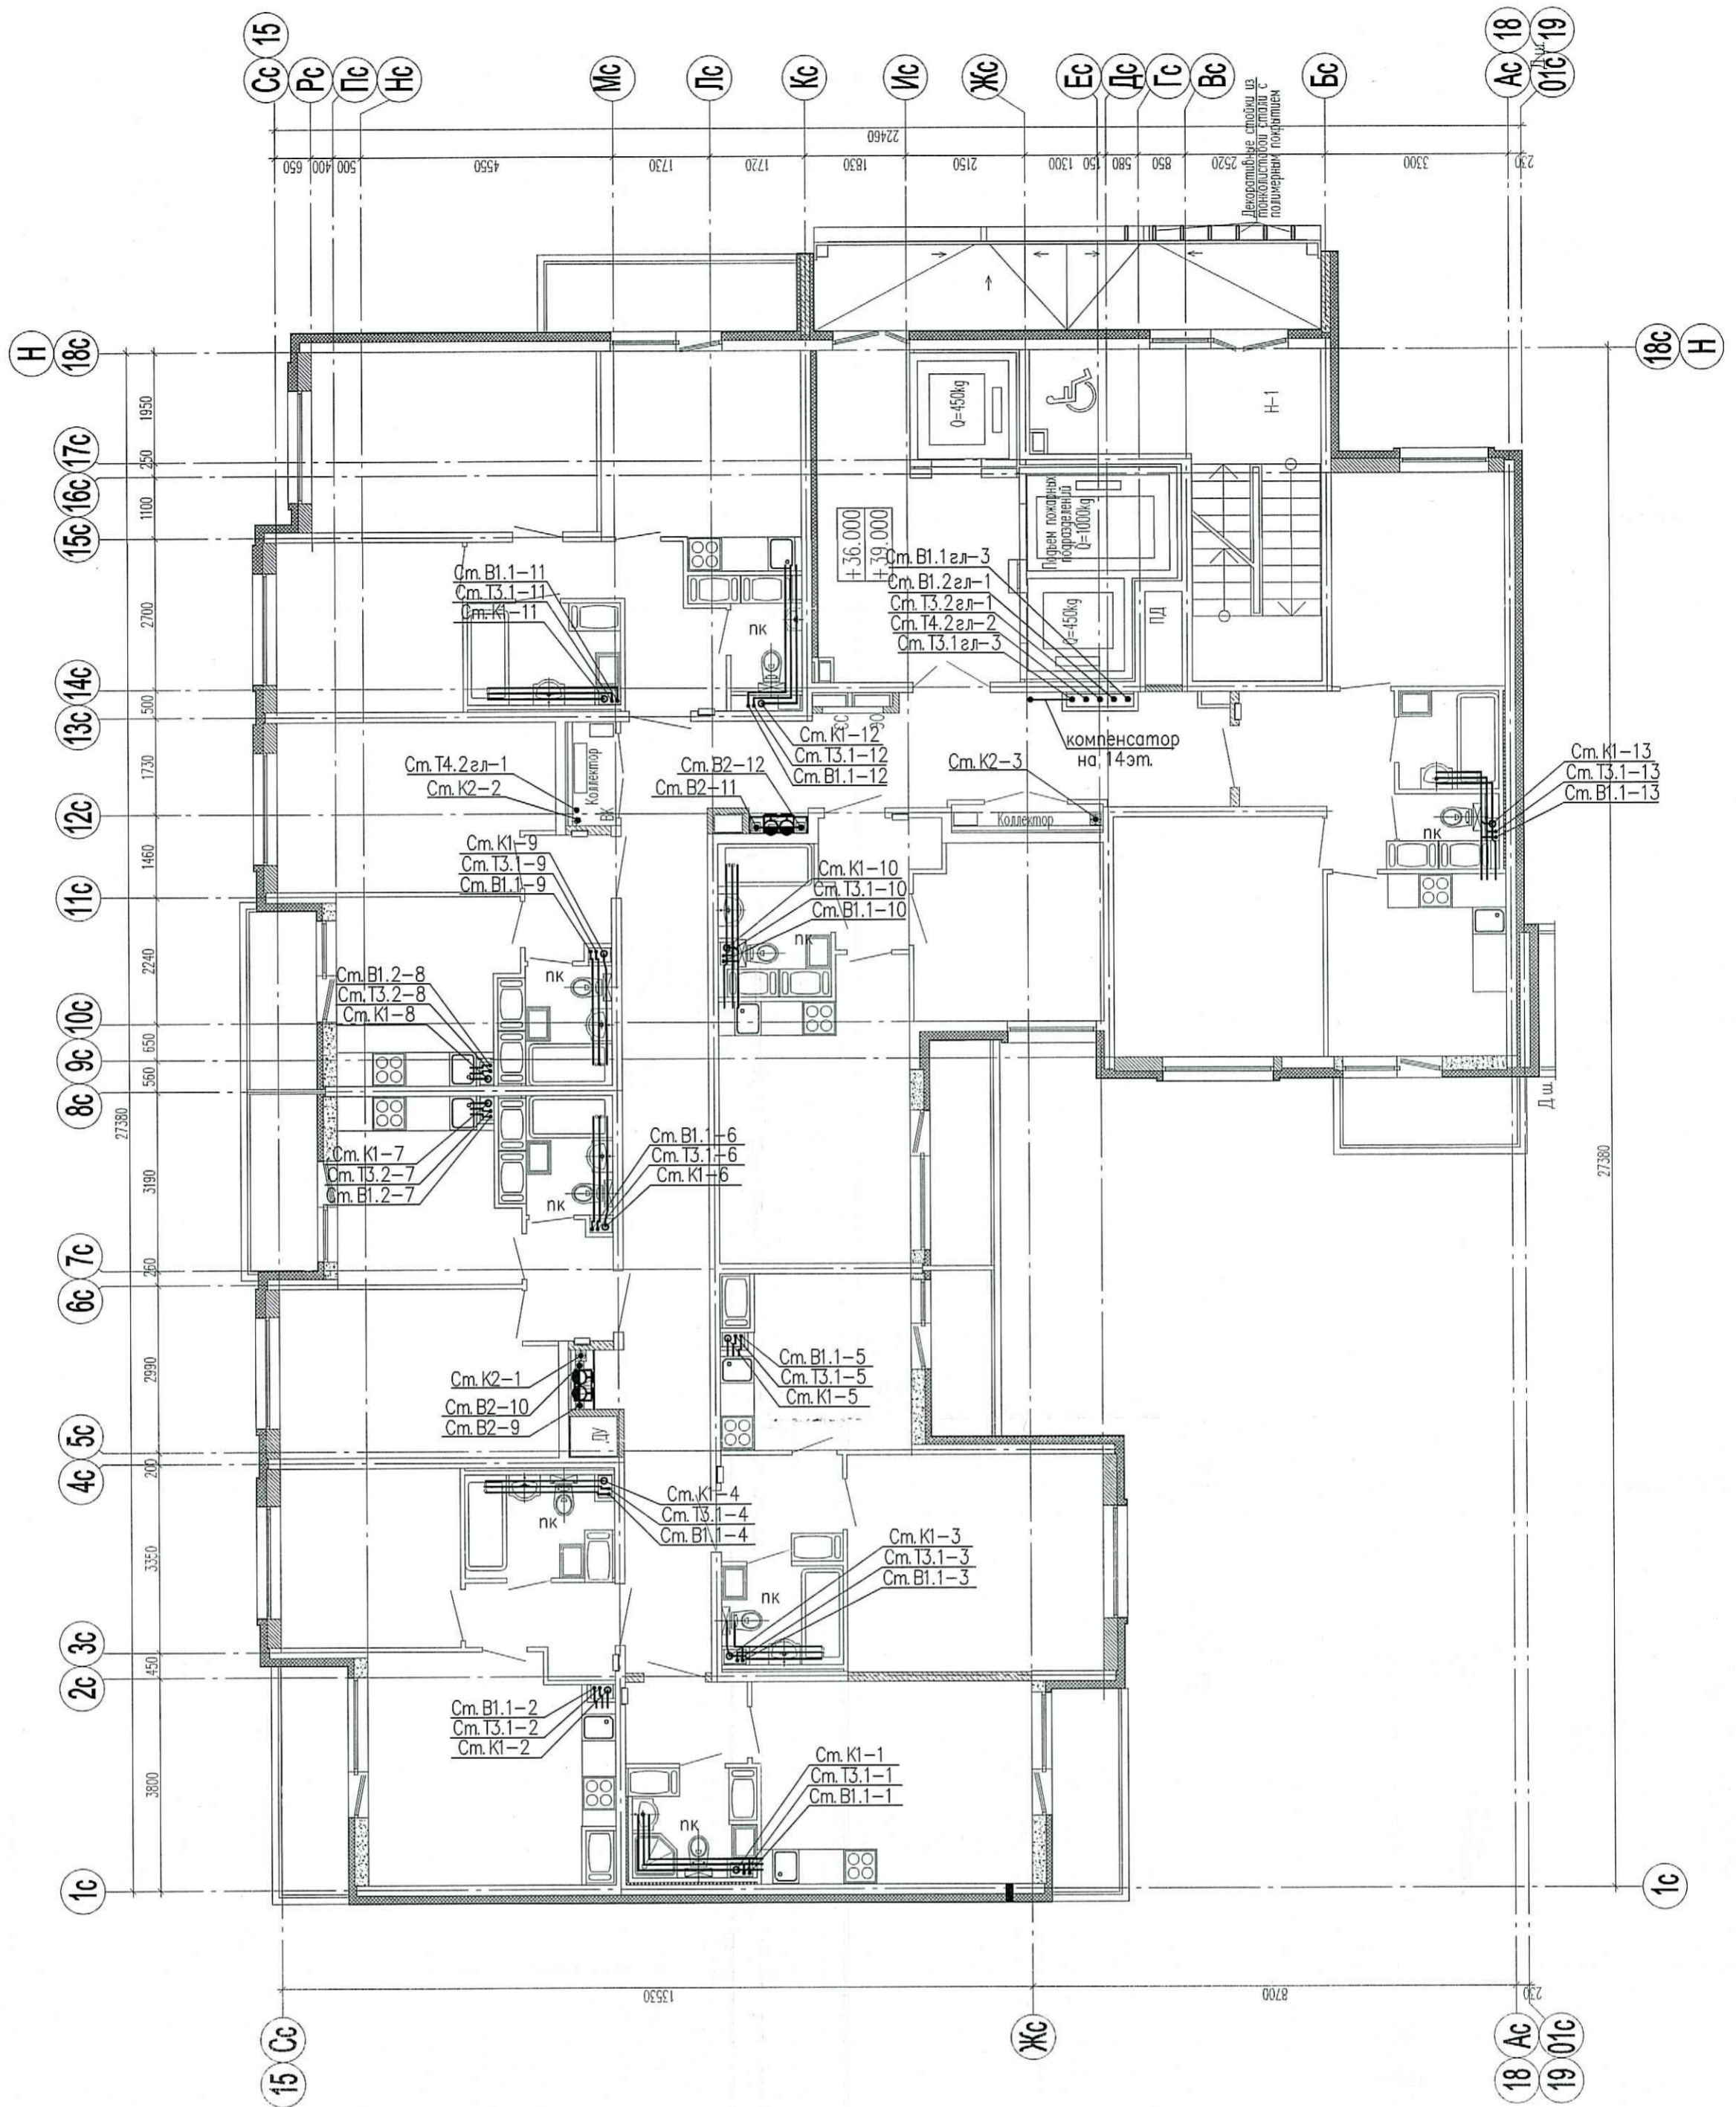 Сс 15
Рс
Пс
Нс
Мс
Лс
Кс
Ис
Жс
Ес
Дс
Гс
Вс
Бс
Ас 18
01с 19
Д.ш.
22460
650
400
500
4550
1730
1720
1830
2150
1300
150
580
850
2520
3300
230
Декоративные стойки из
тонколистовой стали с
полимерным покрытием
Н
18с
18с
Н
17с
16с
15с
14с
13с
12с
11с
10с
9с
8с
7с
6с
5с
4с
3с
2с
1с
1с
1950
250
1100
2700
500
1730
1460
2240
650
560
3190
260
2990
200
3350
450
3800
27380
27380
Q=450kg
Н-1
Подъем пожарных
подразделений
Q=1000kg
+36.000
+39.000
Q=450kg
ПД
Ст. В1.1гл-3
Ст. В1.2гл-1
Ст. Т3.2гл-1
Ст. Т4.2гл-2
Ст. Т3.1гл-3
Ст. В1.1-11
Ст. Т3.1-11
Ст. К1-11
пк
Ст. К1-12
Ст. Т3.1-12
Ст. В1.1-12
компенсатор
на 14эт.
Ст. К1-13
Ст. Т3.1-13
Ст. В1.1-13
пк
Ст. Т4.2гл-1
Ст. К2-2
Коллектор
ВК
Ст. В2-12
Ст. В2-11
Ст. К2-3
Коллектор
Ст. К1-9
Ст. Т3.1-9
Ст. В1.1-9
пк
Ст. К1-10
Ст. Т3.1-10
Ст. В1.1-10
пк
Ст. В1.2-8
Ст. Т3.2-8
Ст. К1-8
Ст. К1-7
Ст. Т3.2-7
Ст. В1.2-7
пк
Ст. В1.1-6
Ст. Т3.1-6
Ст. К1-6
Д.ш.
Ст. К2-1
Ст. В2-10
Ст. В2-9
ДУ
Ст. В1.1-5
Ст. Т3.1-5
Ст. К1-5
пк
Ст. К1-4
Ст. Т3.1-4
Ст. В1.1-4
пк
Ст. К1-3
Ст. Т3.1-3
Ст. В1.1-3
Ст. В1.1-2
Ст. Т3.1-2
Ст. К1-2
пк
Ст. К1-1
Ст. Т3.1-1
Ст. В1.1-1
13530
8700
230
15 Сс
Жс
18 Ас
19 01с